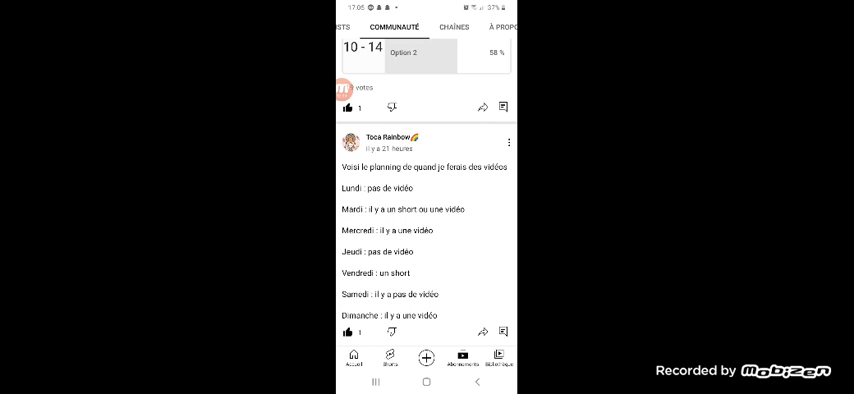 17.05
37%
ISTS COMMUNAUTÉ CHAÎNES À PROPO
10 - 14
Option 2
58 %
votes
1
Toca Rainbow🌈
il y a 21 heures
Voisi le planning de quand je ferais des vidéos
Lundi : pas de vidéo
Mardi : il y a un short ou une vidéo
Mercredi : il y a une vidéo
Jeudi : pas de vidéo
Vendredi : un short
Samedi : il y a pas de vidéo
Dimanche : il y a une vidéo
1
Accueil Shorts Abonnements Bibliothèque
Recorded by mobizen